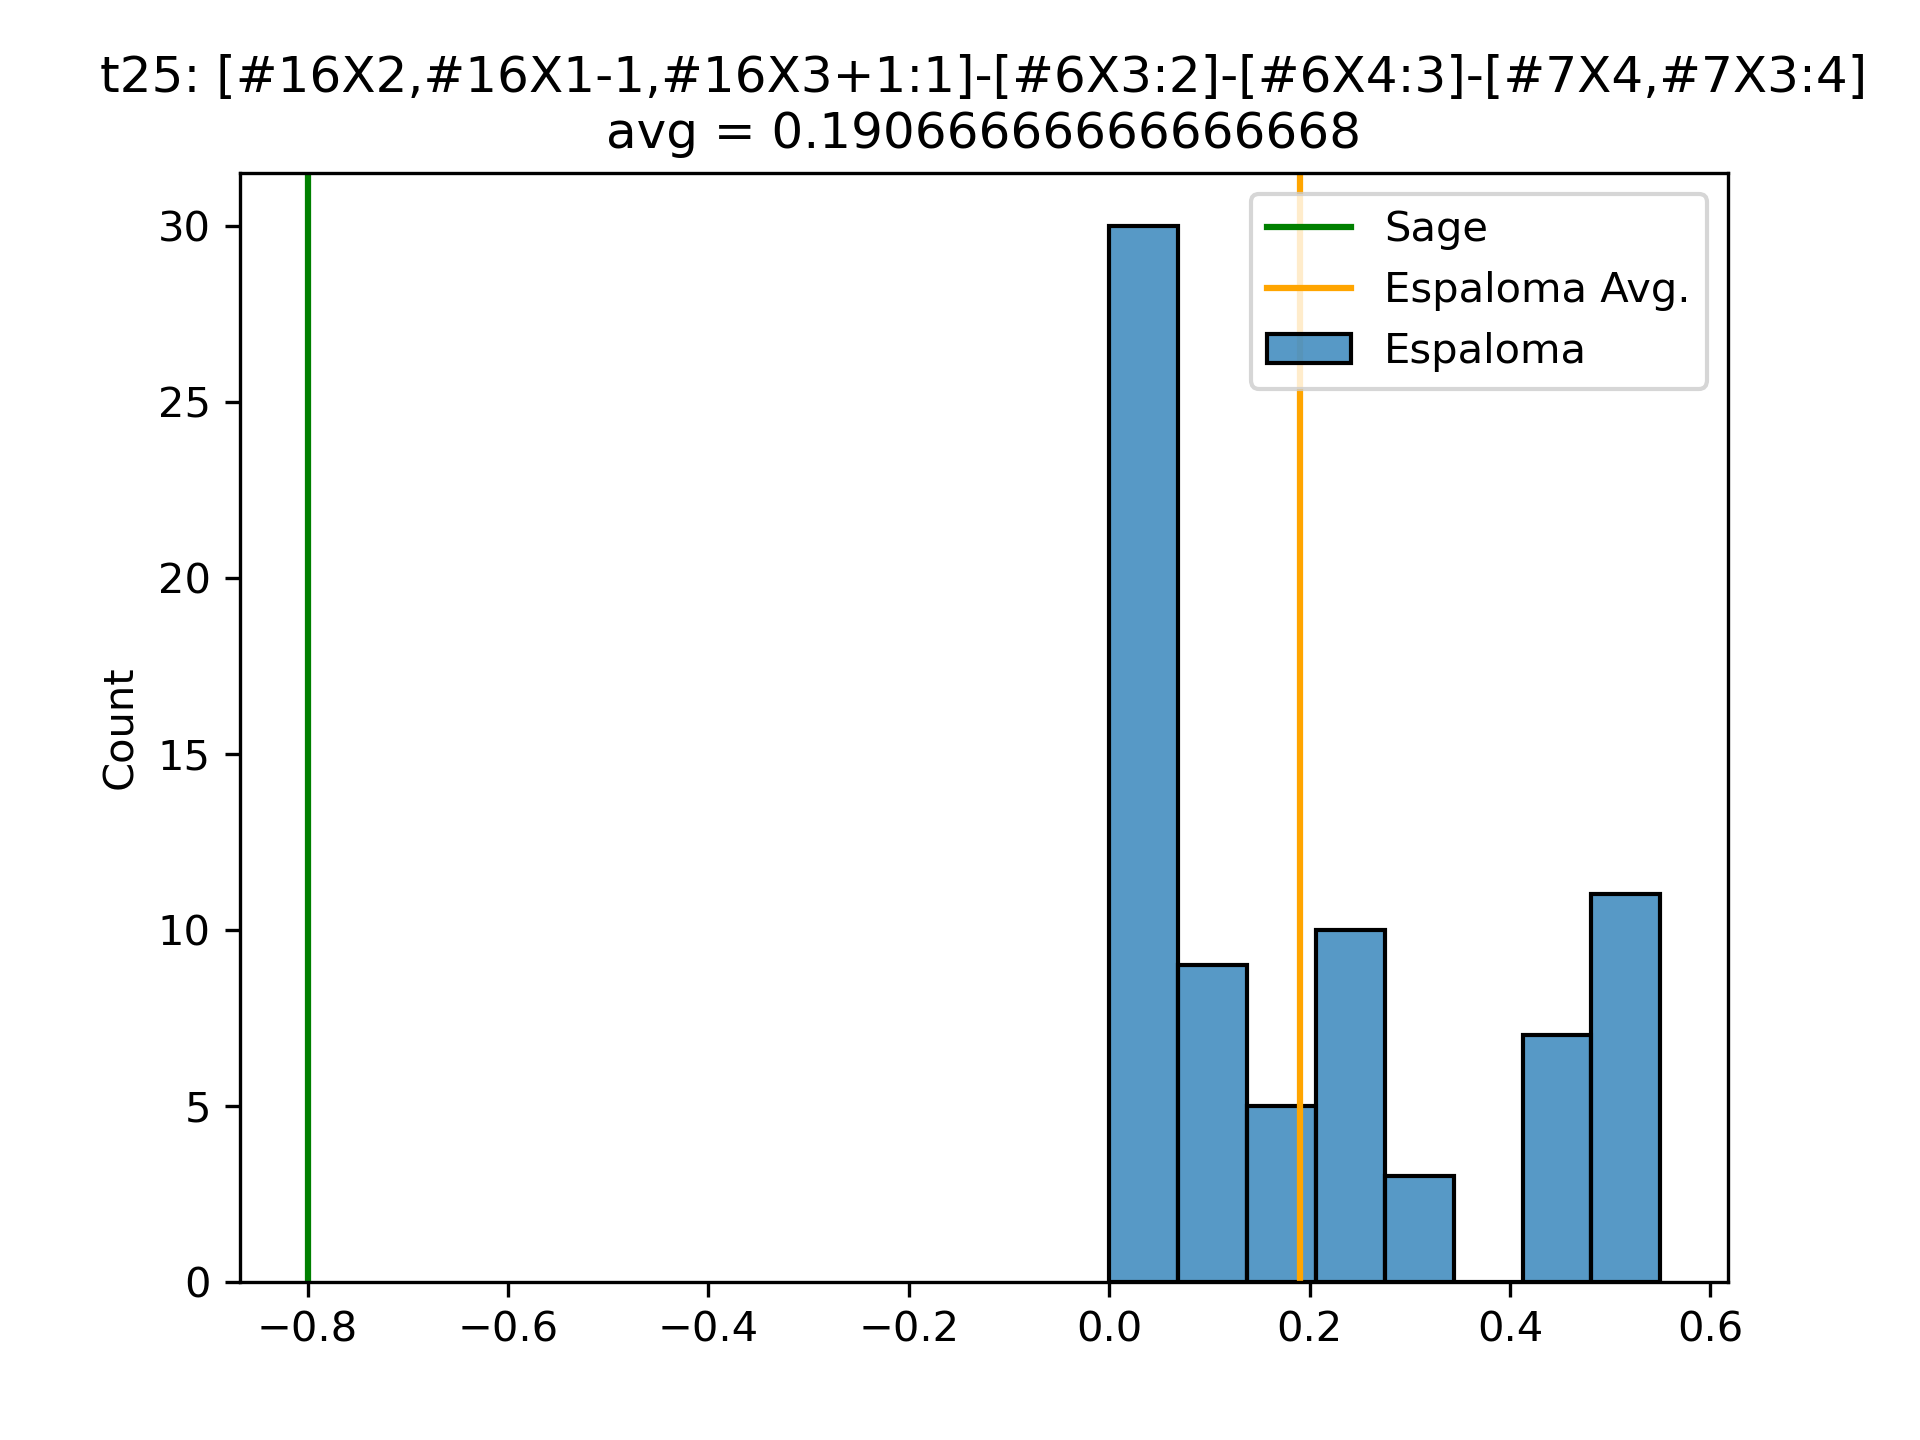 t25: [#16X2,#16X1-1,#16X3+1:1]-[#6X3:2]-[#6X4:3]-[#7X4,#7X3:4]
avg = 0.19066666666666668
Sage
Espaloma Avg.
Espaloma
30
25
20
15
10
5
0
Count
−0.8
−0.6
−0.4
−0.2
0.0
0.2
0.4
0.6